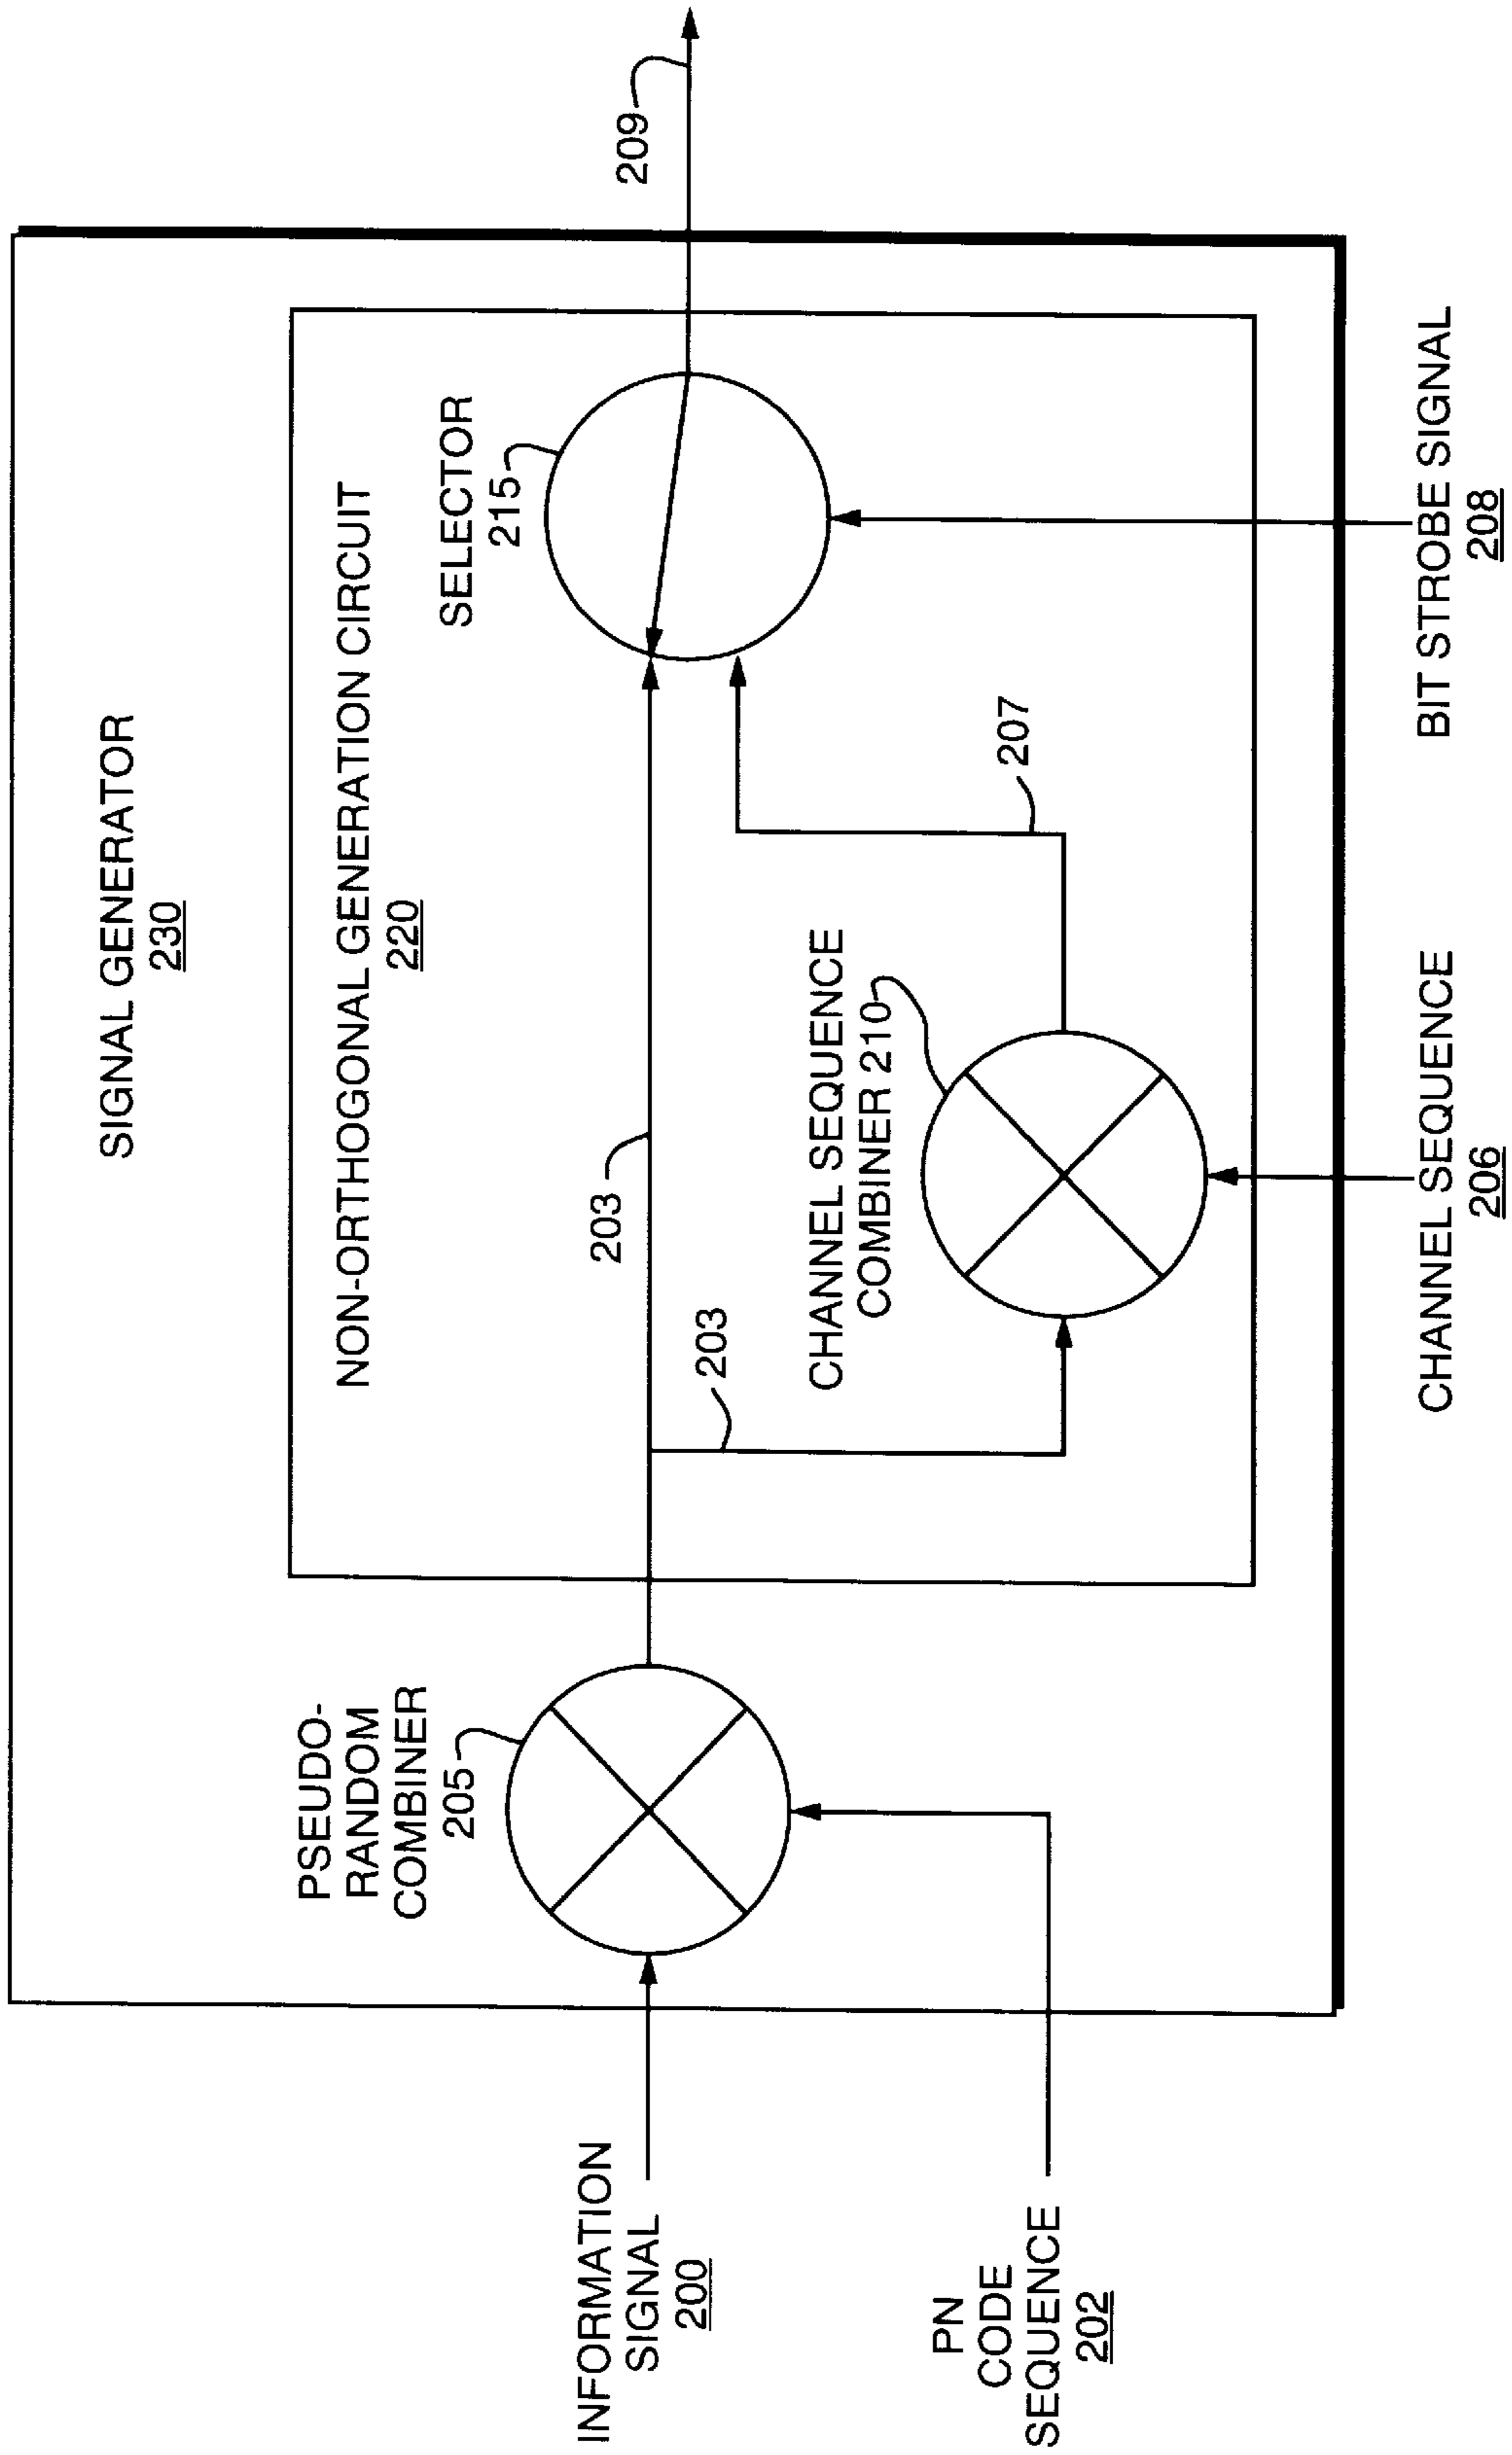 SIGNAL GENERATOR
230
NON-ORTHOGONAL GENERATION CIRCUIT
220
PSEUDO-
RANDOM
COMBINER
205
SELECTOR
215
209
203
203
CHANNEL SEQUENCE
COMBINER 210
207
INFORMATION
SIGNAL
200
PN
CODE
SEQUENCE
202
CHANNEL SEQUENCE
206
BIT STROBE SIGNAL
208